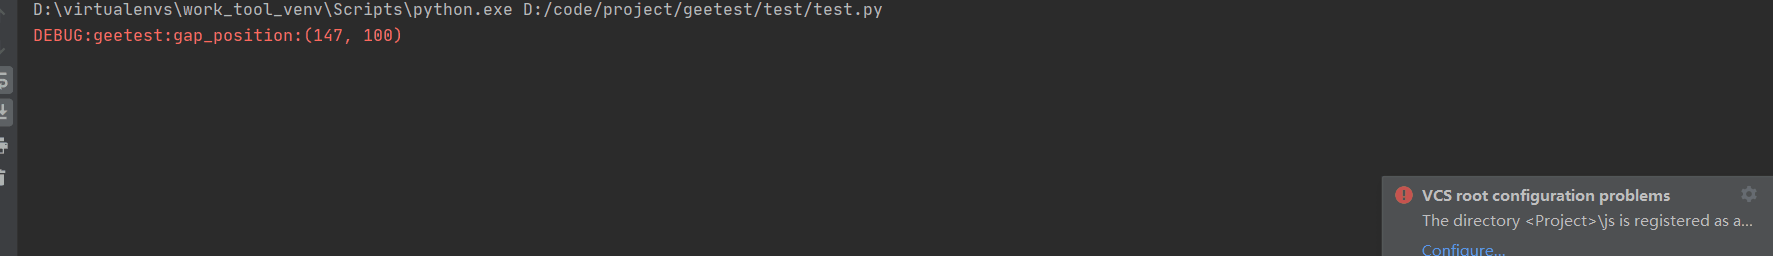 D:\virtualenvs\work_tool_venv\Scripts\python.exe D:/code/project/geetest/test/test.py
DEBUG:geetest:gap_position:(147, 100)
VCS root configuration problems
The directory <Project>\js is registered as a...
Configure...